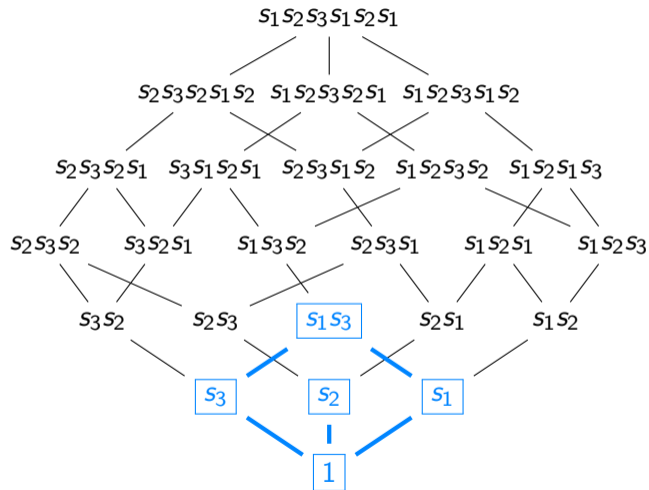 s₁s₂s₃s₁s₂s₁
s₂s₃s₂s₁s₂ s₁s₂s₃s₂s₁ s₁s₂s₃s₁s₂
s₂s₃s₂s₁ s₃s₁s₂s₁ s₂s₃s₁s₂ s₁s₂s₃s₂ s₁s₂s₁s₃
s₂s₃s₂ s₃s₂s₁ s₁s₃s₂ s₂s₃s₁ s₁s₂s₁ s₁s₂s₃
s₃s₂ s₂s₃ s₁s₃ s₂s₁ s₁s₂
s₃ s₂ s₁
1